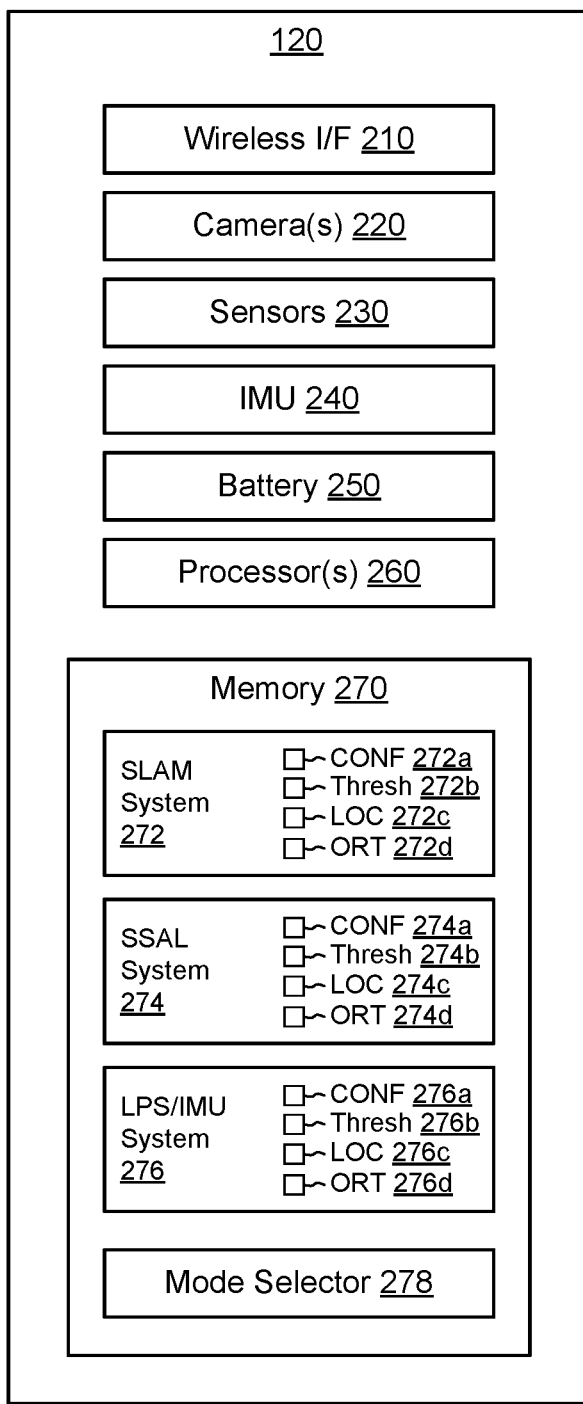 120
Wireless I/F 210
Camera(s) 220
Sensors 230
IMU 240
Battery 250
Processor(s) 260
Memory 270
SLAM
System
272
CONF 272a
Thresh 272b
LOC 272c
ORT 272d
SSAL
System
274
CONF 274a
Thresh 274b
LOC 274c
ORT 274d
LPS/IMU
System
276
CONF 276a
Thresh 276b
LOC 276c
ORT 276d
Mode Selector 278